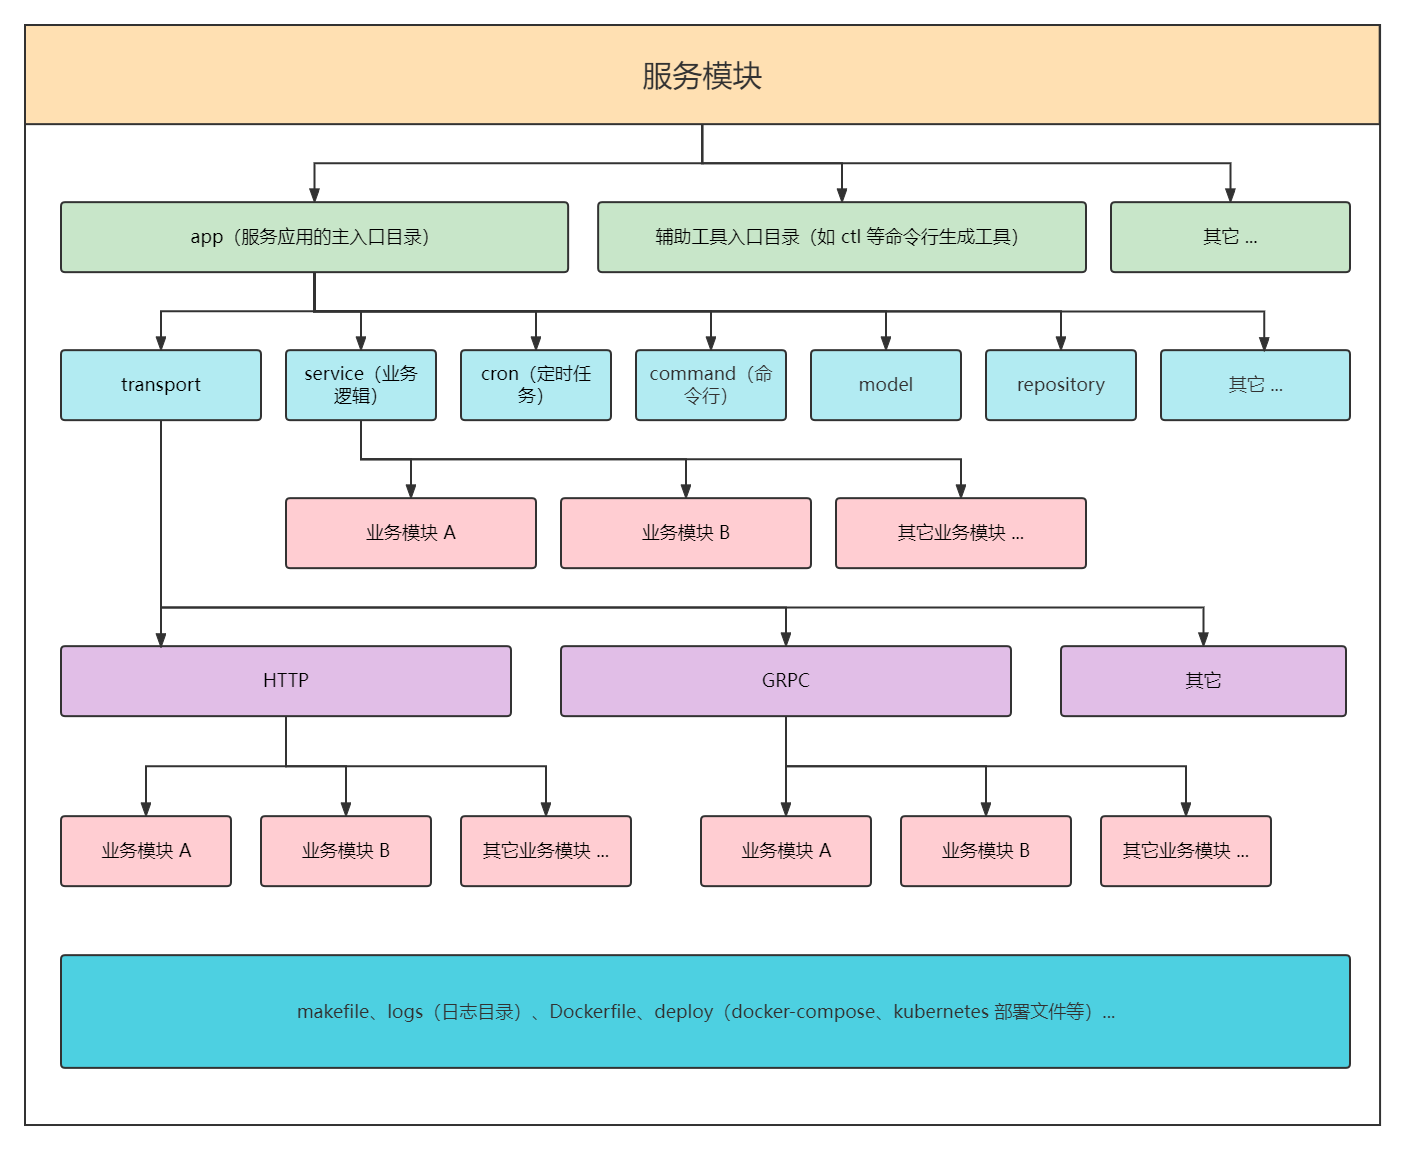 服务模块
app（服务应用的主入口目录）
辅助工具入口目录（如 ctl 等命令行生成工具）
其它 ...
transport
service（业务
逻辑）
cron（定时任
务）
command（命
令行）
model
repository
其它 ...
业务模块 A
业务模块 B
其它业务模块 ...
HTTP
GRPC
其它
业务模块 A
业务模块 B
其它业务模块 ...
业务模块 A
业务模块 B
其它业务模块 ...
makefile、logs（日志目录）、Dockerfile、deploy（docker-compose、kubernetes 部署文件等）...